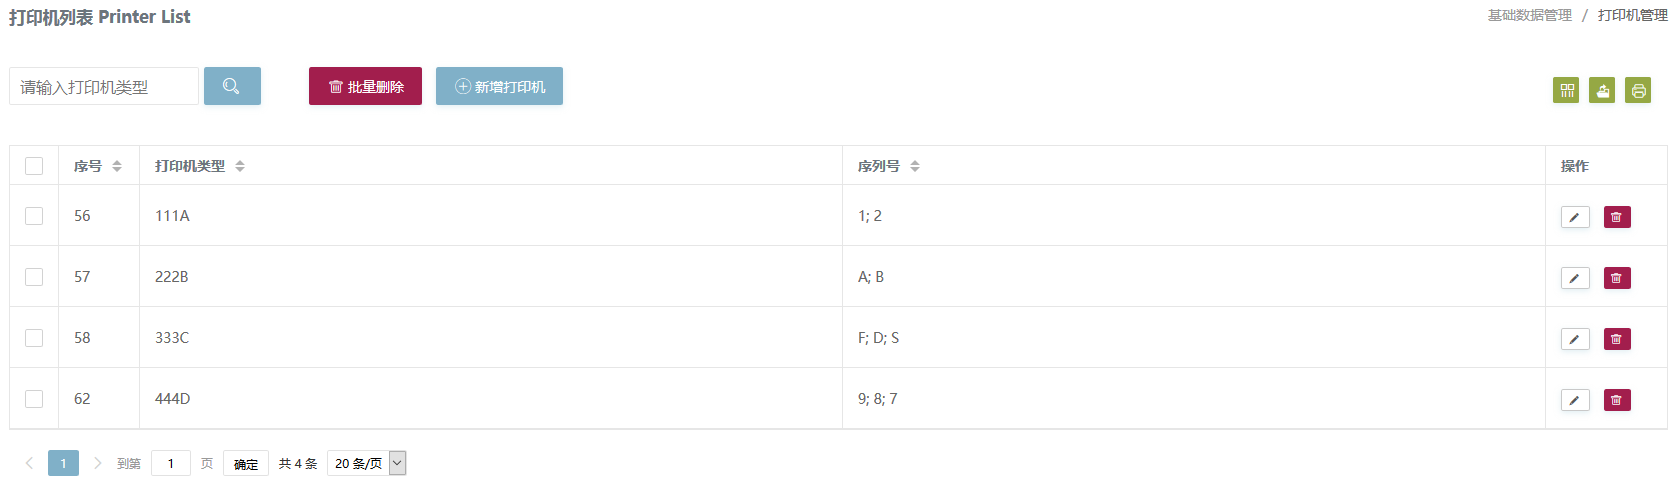 打印机列表 Printer List
基础数据管理 / 打印机管理
请输入打印机类型
批量删除
新增打印机
序号 打印机类型 序列号 操作
56 111A 1; 2
57 222B A; B
58 333C F; D; S
62 444D 9; 8; 7
1 到第 1 页 确定 共 4 条 20 条/页